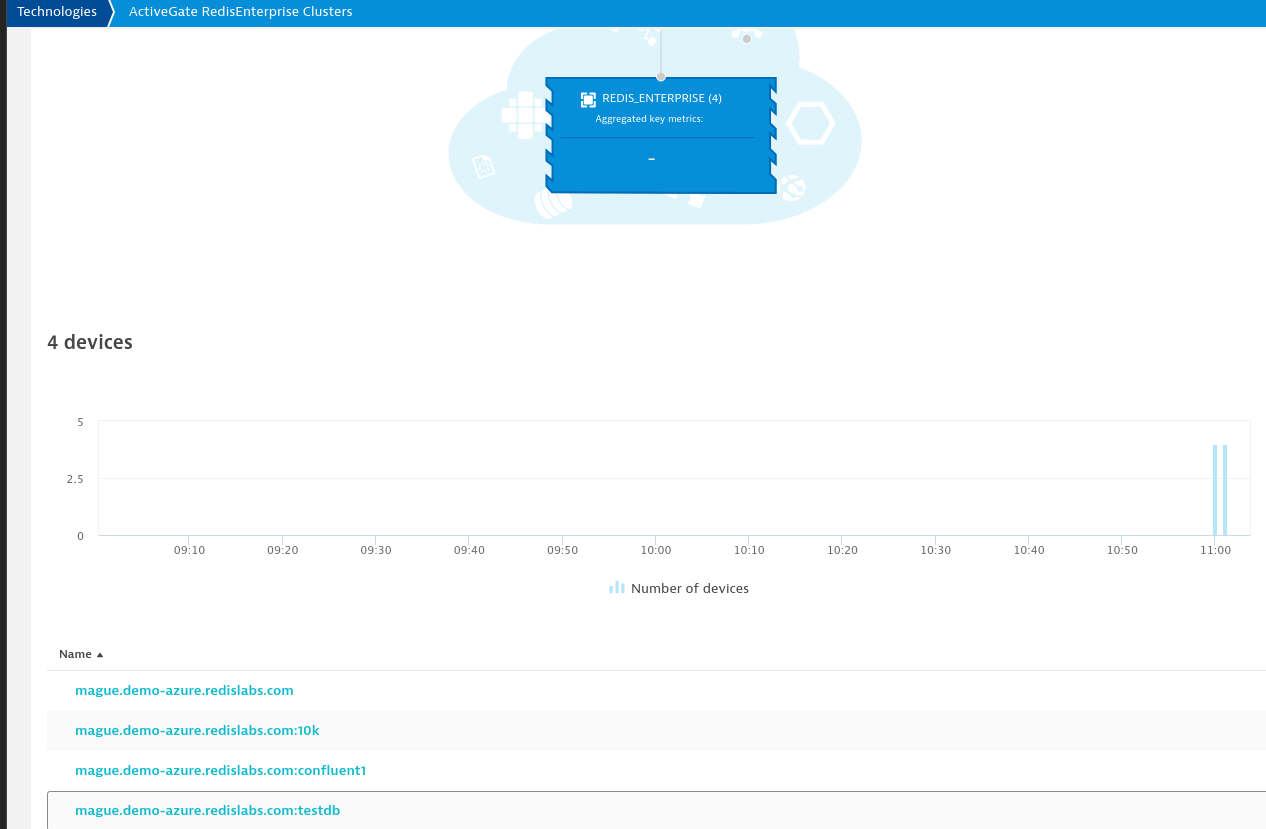 Technologies ActiveGate RedisEnterprise Clusters
REDIS_ENTERPRISE (4)
Aggregated key metrics:
–
4 devices
5
2.5
0
09:10 09:20 09:30 09:40 09:50 10:00 10:10 10:20 10:30 10:40 10:50 11:00
Number of devices
Name ▲
mague.demo-azure.redislabs.com
mague.demo-azure.redislabs.com:10k
mague.demo-azure.redislabs.com:confluent1
mague.demo-azure.redislabs.com:testdb